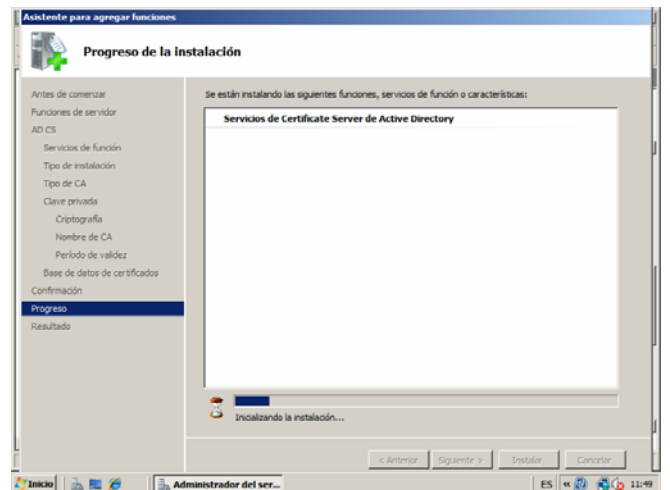 Asistente para agregar funciones
Progreso de la instalación
Antes de comenzar
Funciones de servidor
AD CS
Servicios de función
Tipo de instalación
Tipo de CA
Clave privada
Criptografía
Nombre de CA
Período de validez
Base de datos de certificados
Confirmación
Progreso
Resultado
Se están instalando las siguientes funciones, servicios de función o características:
Servicios de Certificate Server de Active Directory
Inicializando la instalación...
< Anterior Siguiente > Instalar Cancelar
Inicio Administrador del ser... ES « 11:49